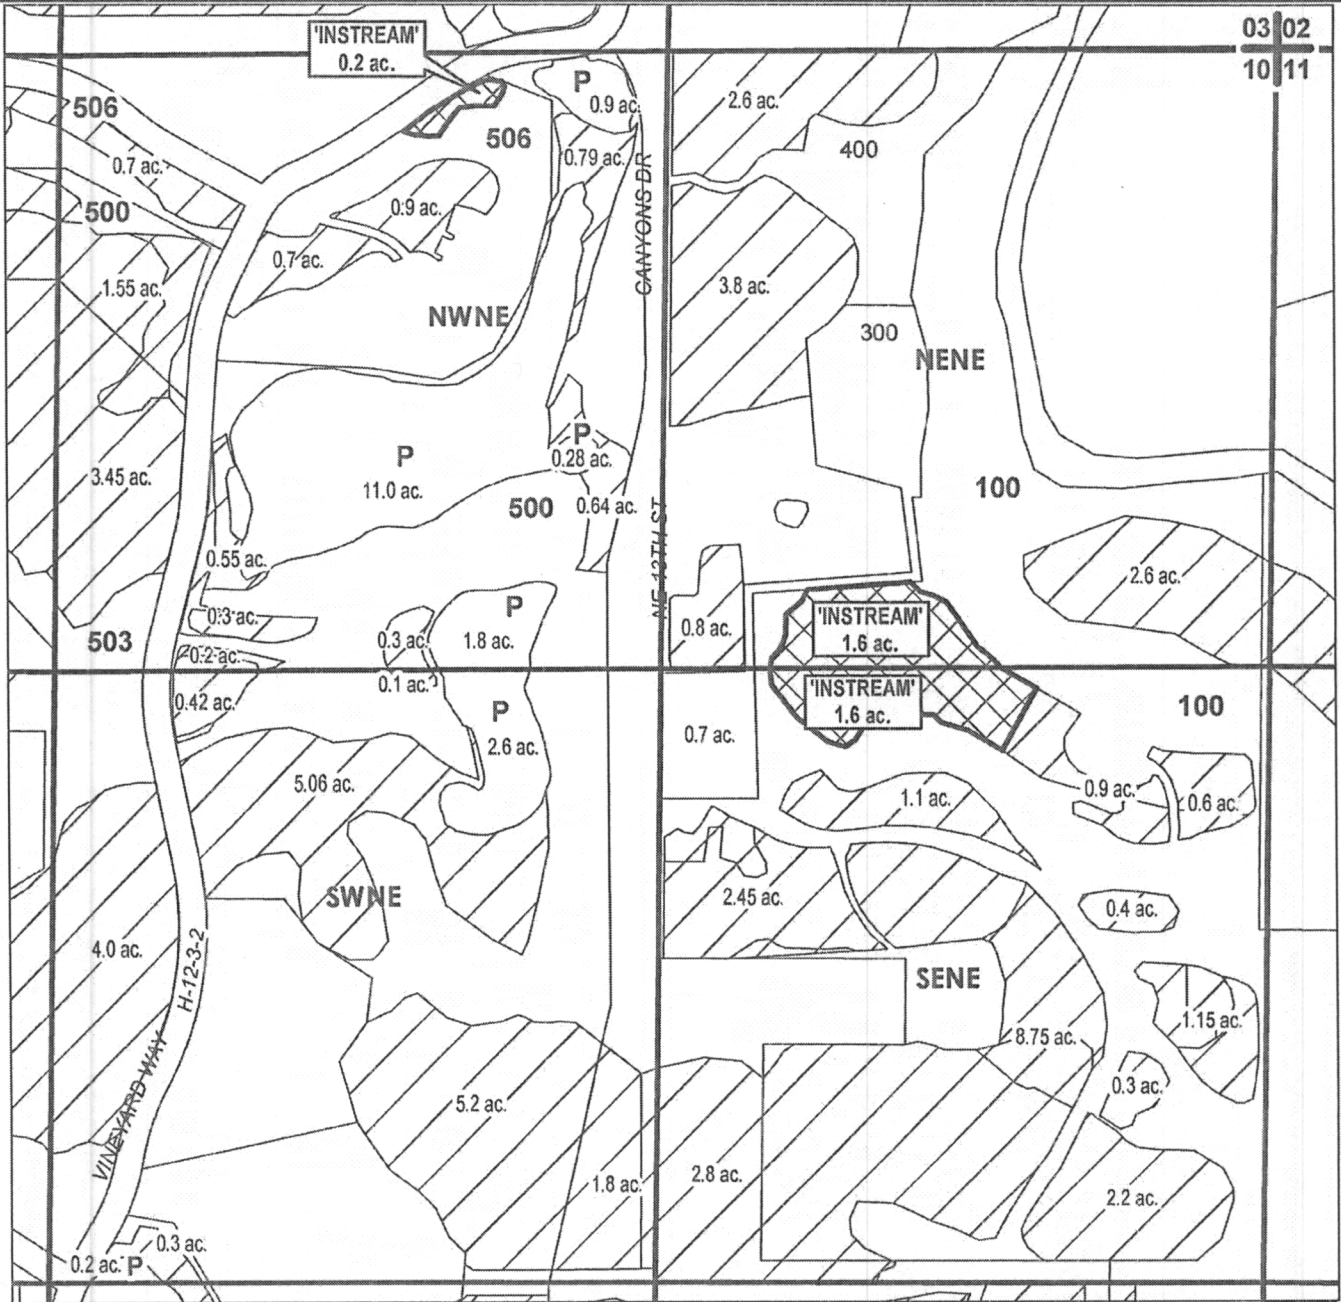 'INSTREAM'
0.2 ac.
03 02
10 11
506
P
0.9 ac.
2.6 ac.
506
400
0.7 ac.
0.79 ac.
500
0.9 ac.
CANYONS DR
0.7 ac.
1.55 ac.
3.8 ac.
NWNE
300
NENE
P
0.28 ac.
P
3.45 ac.
11.0 ac.
500
0.64 ac.
100
NE 13TH ST
0.55 ac.
2.6 ac.
0.3 ac.
P
'INSTREAM'
1.6 ac.
503
0.3 ac.
1.8 ac.
0.8 ac.
0.2 ac.
0.1 ac.
'INSTREAM'
1.6 ac.
0.42 ac.
P
100
2.6 ac.
0.7 ac.
5.06 ac.
0.9 ac.
1.1 ac.
0.6 ac.
SWNE
2.45 ac.
0.4 ac.
4.0 ac.
H-12-3-2
SENE
1.15 ac.
8.75 ac.
VINEYARD WAY
0.3 ac.
5.2 ac.
1.8 ac.
2.8 ac.
2.2 ac.
0.3 ac.
0.2 ac.
P